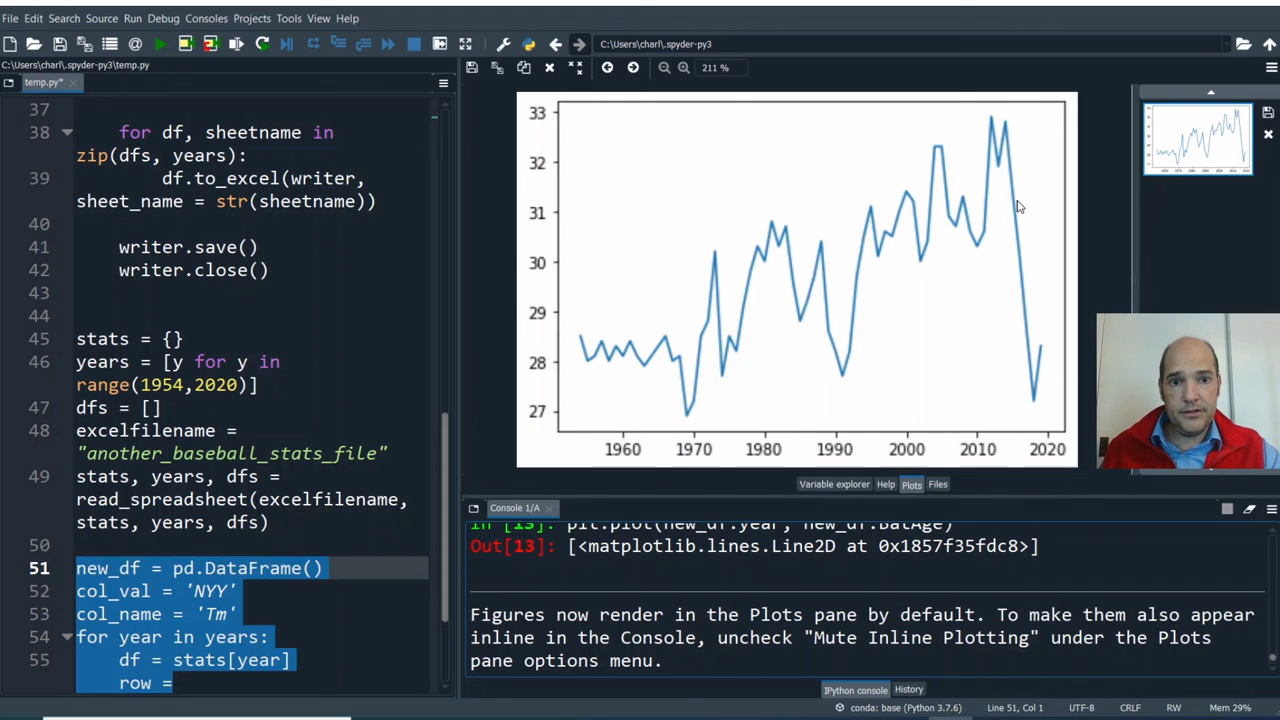 File Edit Search Source Run Debug Consoles Projects Tools View Help
C:\Users\charl\.spyder-py3
C:\Users\charl\.spyder-py3\temp.py
temp.py*
211 %
37
38 for df, sheetname in
zip(dfs, years):
39 df.to_excel(writer,
sheet_name = str(sheetname))
40
41 writer.save()
42 writer.close()
43
44
45 stats = {}
46 years = [y for y in
range(1954,2020)]
47 dfs = []
48 excelfilename =
"another_baseball_stats_file"
49 stats, years, dfs =
read_spreadsheet(excelfilename,
stats, years, dfs)
50
51 new_df = pd.DataFrame()
52 col_val = 'NYY'
53 col_name = 'Tm'
54 for year in years:
55 df = stats[year]
row =
33
32
31
30
29
28
27
1960 1970 1980 1990 2000 2010 2020
Variable explorer Help Plots Files
Console 1/A
In [13]: plt.plot(new_df.year, new_df.BatAge)
Out[13]: [<matplotlib.lines.Line2D at 0x1857f35fdc8>]
Figures now render in the Plots pane by default. To make them also appear
inline in the Console, uncheck "Mute Inline Plotting" under the Plots
pane options menu.
IPython console History
conda: base (Python 3.7.6) Line 51, Col 1 UTF-8 CRLF RW Mem 29%